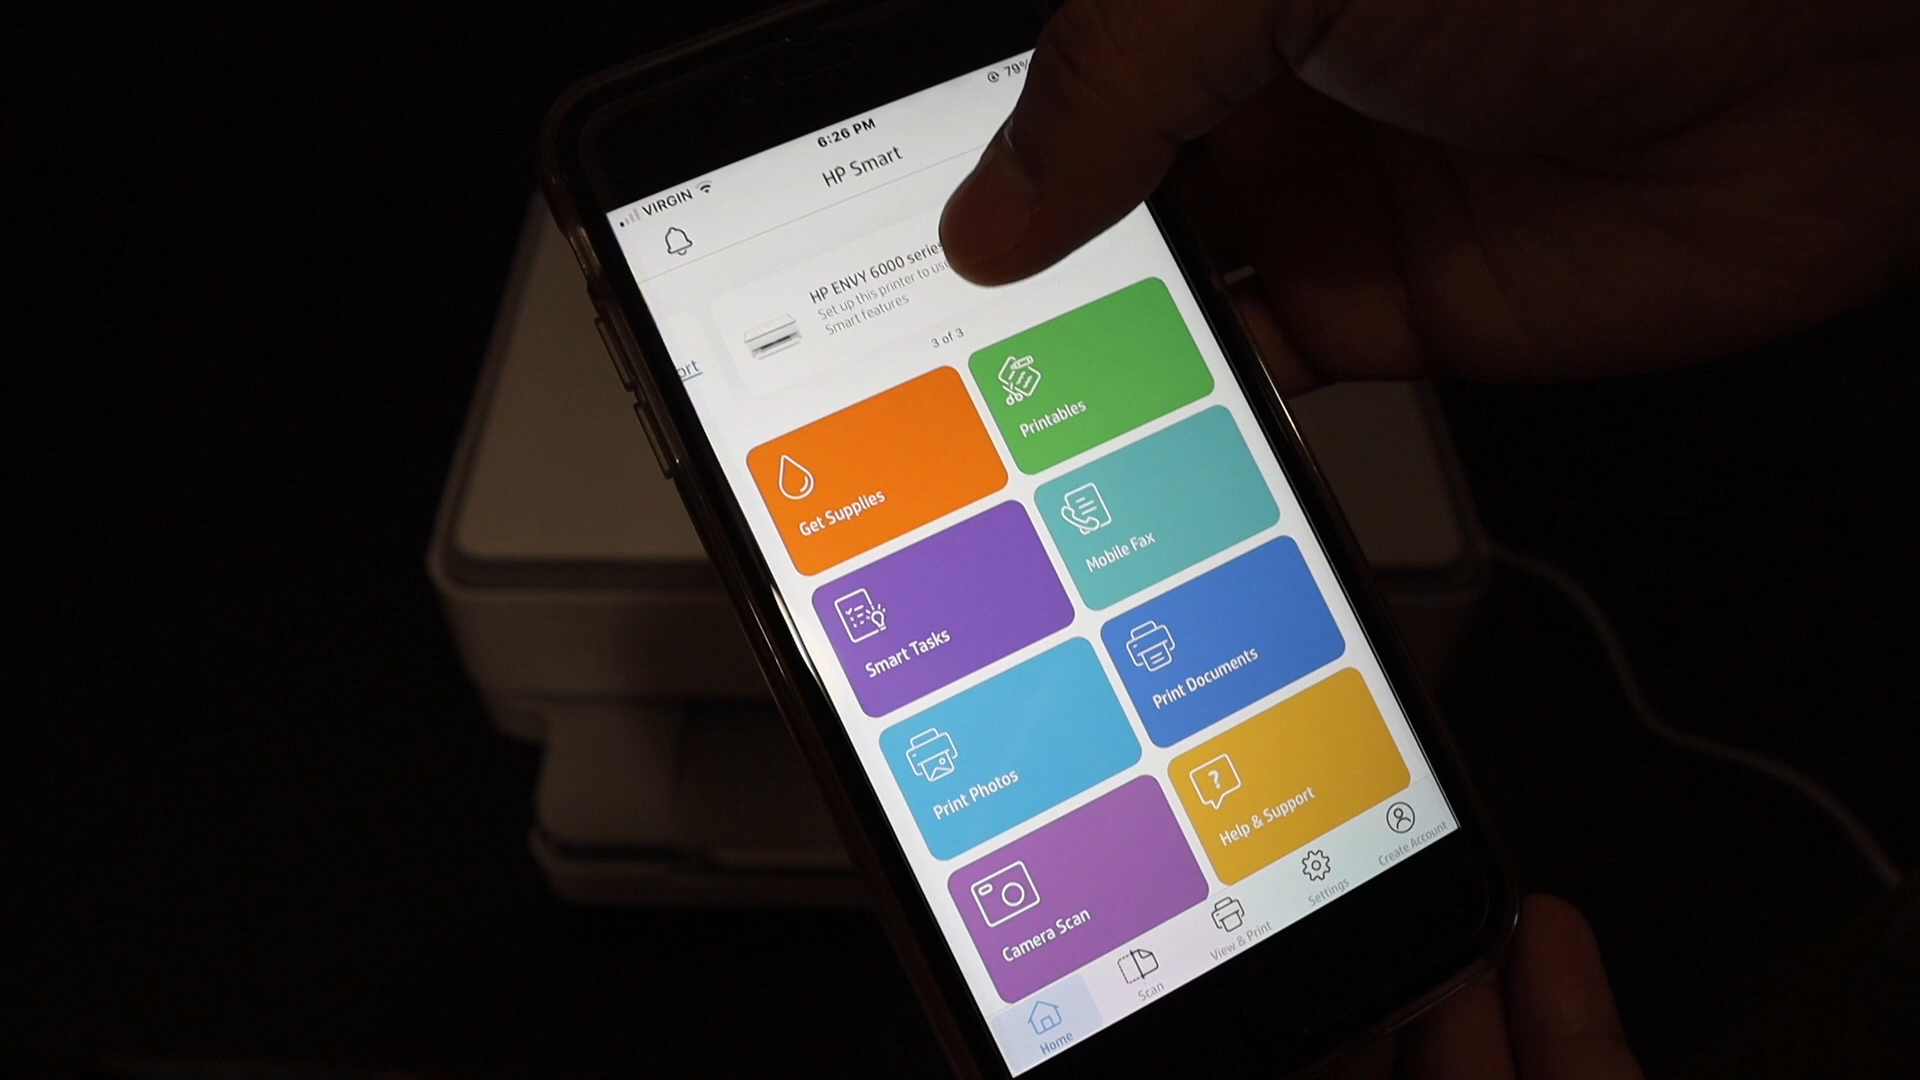 VIRGIN
6:26 PM
79%
HP Smart
HP ENVY 6000 series
Set up this printer to use
Smart features
3 of 3
Get Supplies
Printables
Smart Tasks
Mobile Fax
Print Photos
Print Documents
Camera Scan
Help & Support
Home
Scan
View & Print
Settings
Create Account